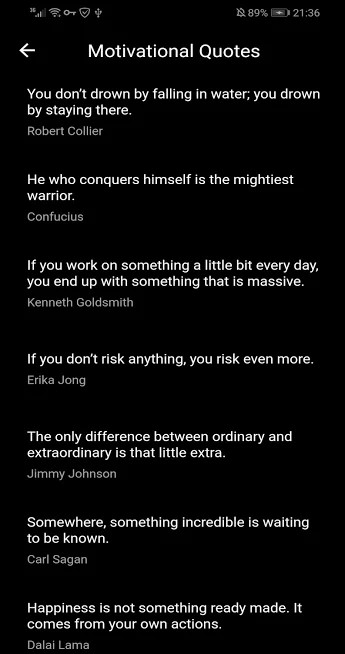 3G 89% 21:36
Motivational Quotes
You don’t drown by falling in water; you drown
by staying there.
Robert Collier
He who conquers himself is the mightiest
warrior.
Confucius
If you work on something a little bit every day,
you end up with something that is massive.
Kenneth Goldsmith
If you don’t risk anything, you risk even more.
Erika Jong
The only difference between ordinary and
extraordinary is that little extra.
Jimmy Johnson
Somewhere, something incredible is waiting
to be known.
Carl Sagan
Happiness is not something ready made. It
comes from your own actions.
Dalai Lama